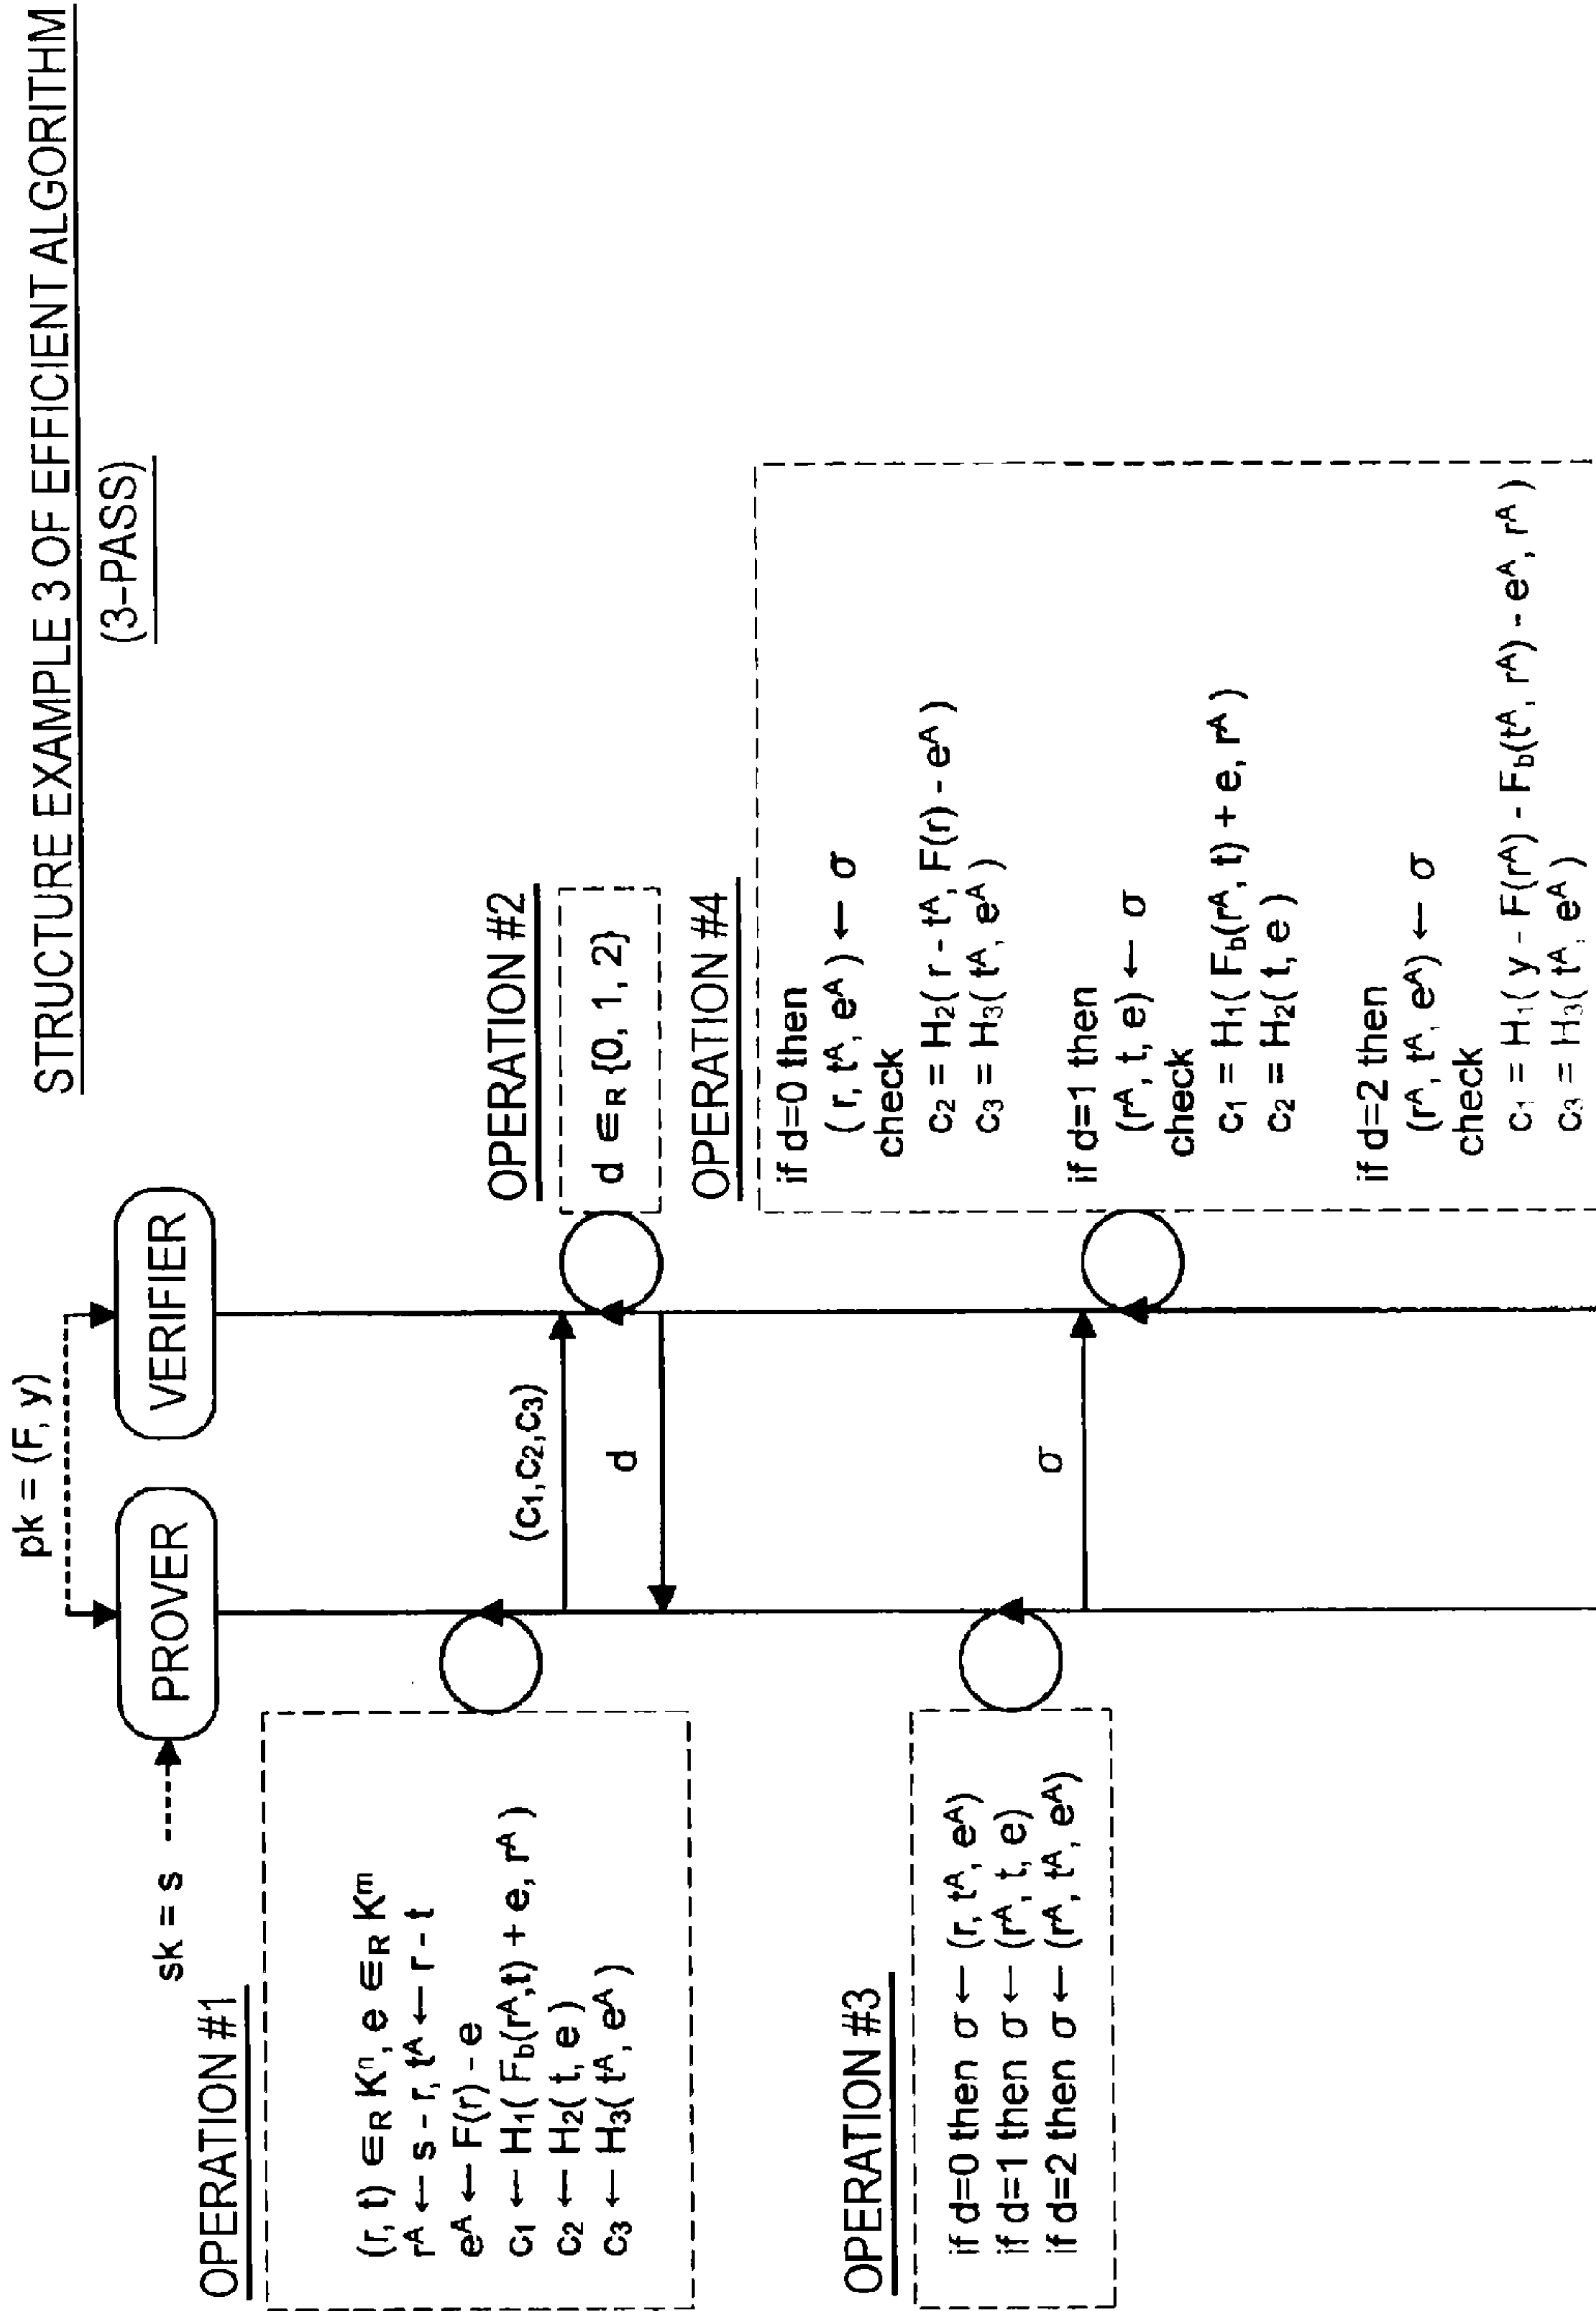 STRUCTURE EXAMPLE 3 OF EFFICIENT ALGORITHM
(3-PASS)
pk = (F, y)
sk = s
PROVER
VERIFIER
OPERATION #1
(r, t) ∈R Kⁿ, e ∈R Kᵐ
rᴬ ← s - r, tᴬ ← r - t
eᴬ ← F(r) - e
c₁ ← H₁( F_b(rᴬ,t) + e, rᴬ )
c₂ ← H₂( t, e )
c₃ ← H₃( tᴬ, eᴬ )
(c₁,c₂,c₃)
OPERATION #2
d ∈R {0, 1, 2}
d
OPERATION #3
if d=0 then σ ← (r, tᴬ, eᴬ)
if d=1 then σ ← (rᴬ, t, e)
if d=2 then σ ← (rᴬ, tᴬ, eᴬ)
σ
OPERATION #4
if d=0 then
( r, tᴬ, eᴬ ) ← σ
check
c₂ = H₂( r - tᴬ, F(r) - eᴬ )
c₃ = H₃( tᴬ, eᴬ )
if d=1 then
(rᴬ, t, e) ← σ
check
c₁ = H₁( F_b(rᴬ, t) + e, rᴬ )
c₂ = H₂( t, e )
if d=2 then
(rᴬ, tᴬ, eᴬ) ← σ
check
c₁ = H₁( y - F(rᴬ) - F_b(tᴬ, rᴬ) - eᴬ, rᴬ )
c₃ = H₃( tᴬ, eᴬ )